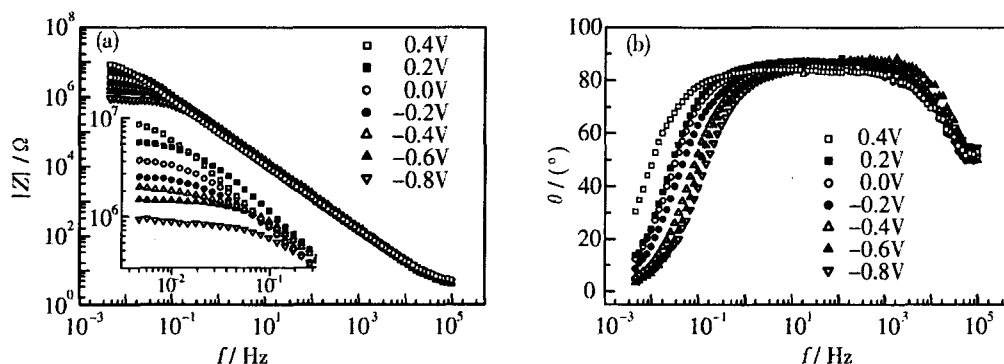 (a)
10^8
10^6
10^4
10^2
10^0
|Z| / Ω
0.4V
0.2V
0.0V
−0.2V
−0.4V
−0.6V
−0.8V
10^7
10^6
10^-2
10^-1
10^-3
10^-1
10^1
10^3
10^5
f / Hz
(b)
100
80
60
40
20
0
θ / (°)
0.4V
0.2V
0.0V
−0.2V
−0.4V
−0.6V
−0.8V
10^-3
10^-1
10^1
10^3
10^5
f / Hz